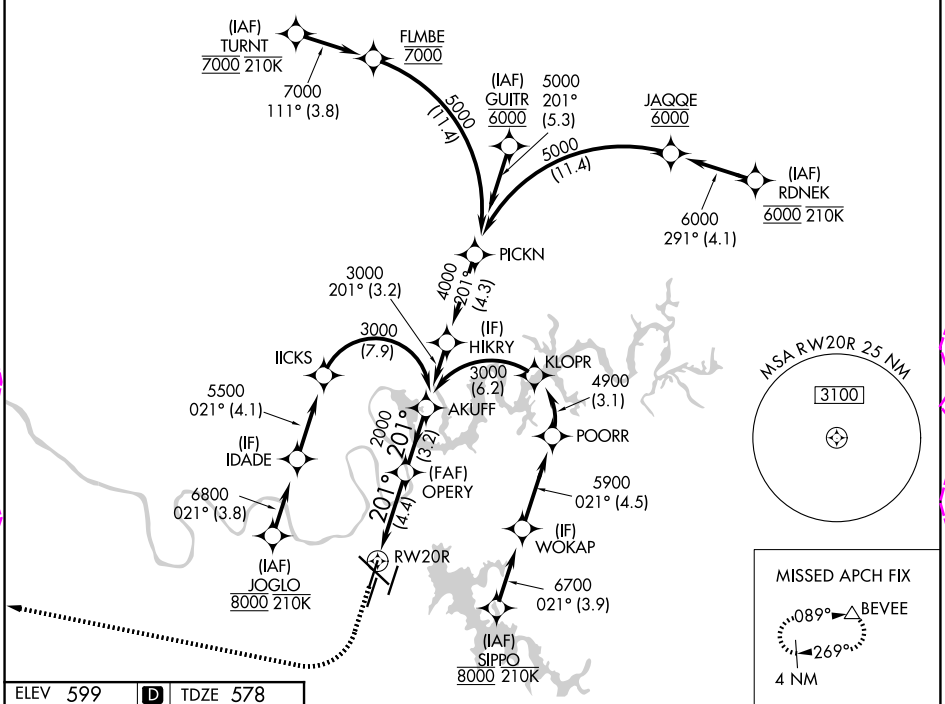 (IAF)
TURNT
7000 210K
FLMBE
7000
7000
111° (3.8)
5000
(11.4)
(IAF)
GUITR
6000
5000
201°
(5.3)
JAQQE
6000
5000
(11.4)
(IAF)
RDNEK
6000 210K
6000
291° (4.1)
PICKN
4000
201°
(4.3)
3000
201° (3.2)
(IF)
HIKRY
3000
(7.9)
IICKS
3000
(6.2)
KLOPR
5500
021° (4.1)
AKUFF
4900
(3.1)
2000
201°
(3.2)
POORR
(IF)
IDADE
(FAF)
OPERY
6800
021° (3.8)
201°
(4.4)
5900
021° (4.5)
(IF)
WOKAP
RW20R
(IAF)
JOGLO
8000 210K
6700
021° (3.9)
(IAF)
SIPPO
8000 210K
MSA RW20R 25 NM
3100
MISSED APCH FIX
089°
BEVEE
269°
4 NM
ELEV 599 D TDZE 578